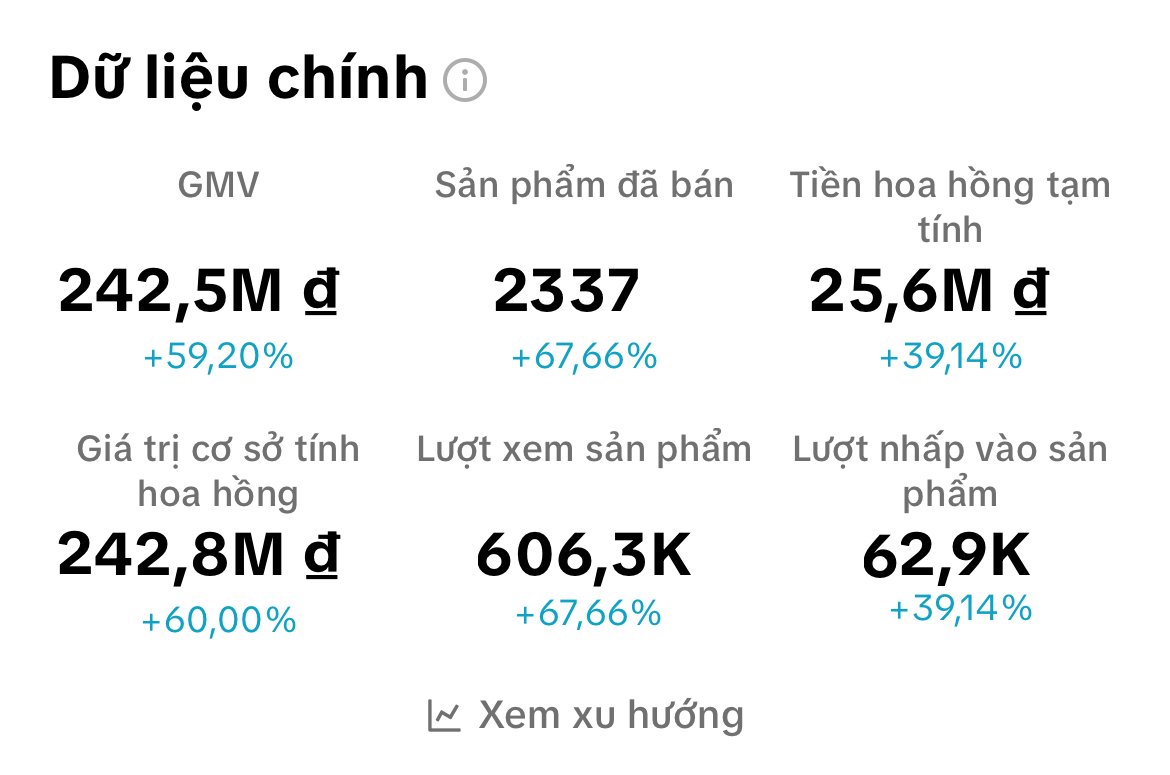 Dữ liệu chính
GMV
Sản phẩm đã bán
Tiền hoa hồng tạm
tính
242,5M ₫
2337
25,6M ₫
+59,20%
+67,66%
+39,14%
Giá trị cơ sở tính
hoa hồng
Lượt xem sản phẩm
Lượt nhấp vào sản
phẩm
242,8M ₫
606,3K
62,9K
+60,00%
+67,66%
+39,14%
Xem xu hướng